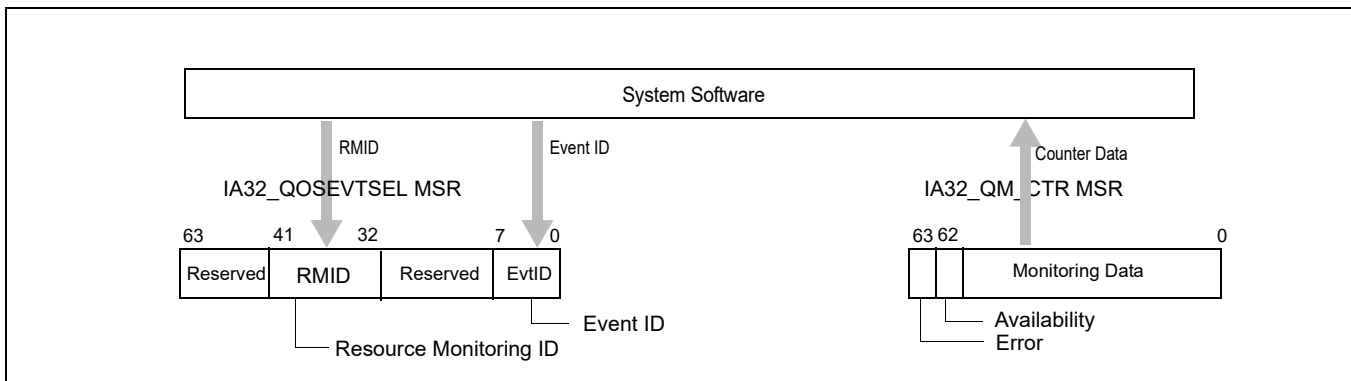 System Software
RMID
Event ID
Counter Data
IA32_QOSEVTSEL MSR
IA32_QM_CTR MSR
63 41 32 7 0
63 62 0
Reserved RMID Reserved EvtID
Monitoring Data
Event ID
Resource Monitoring ID
Availability
Error